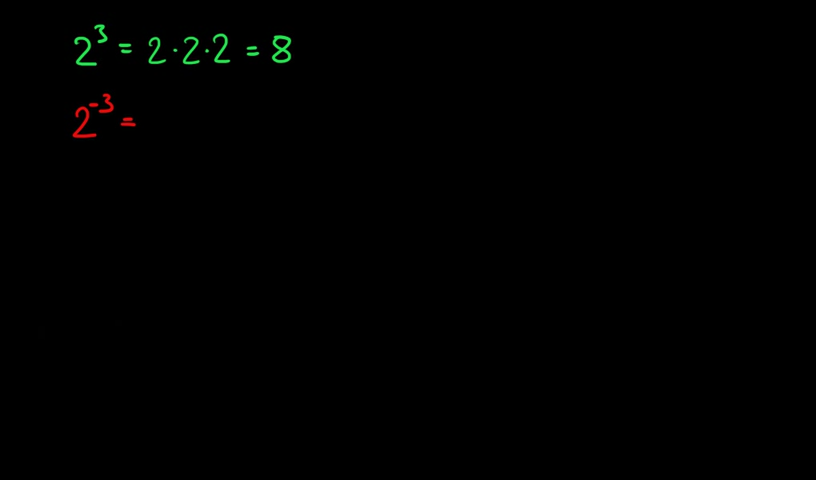 2³ = 2 · 2 · 2 = 8
2⁻³ =